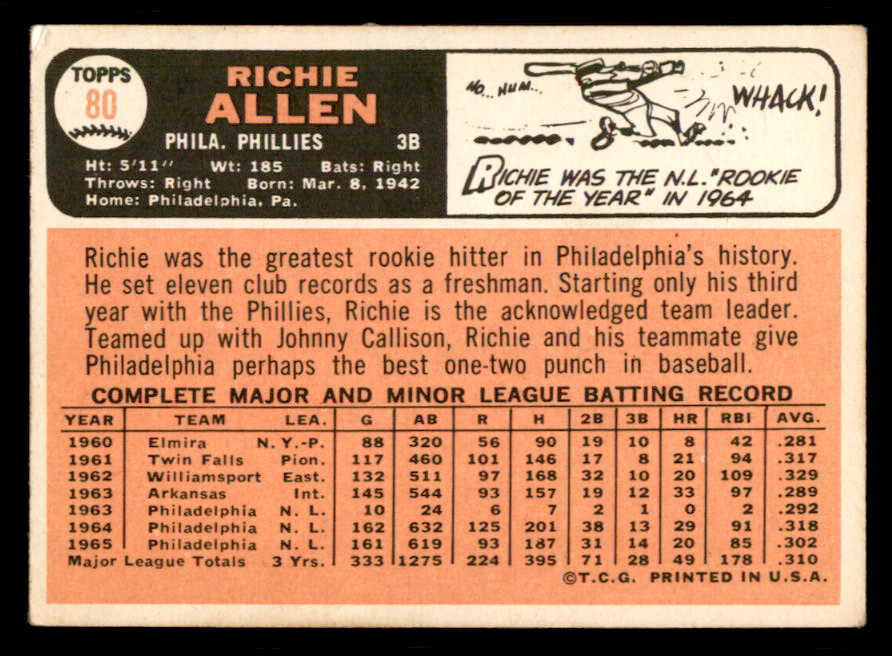 TOPPS
80
RICHIE
ALLEN
PHILA. PHILLIES 3B
Ht: 5'11" Wt: 185 Bats: Right
Throws: Right Born: Mar. 8, 1942
Home: Philadelphia, Pa.
HO... HUM...
WHACK!
RICHIE WAS THE N.L. "ROOKIE
OF THE YEAR" IN 1964
Richie was the greatest rookie hitter in Philadelphia's history.
He set eleven club records as a freshman. Starting only his third
year with the Phillies, Richie is the acknowledged team leader.
Teamed up with Johnny Callison, Richie and his teammate give
Philadelphia perhaps the best one-two punch in baseball.
COMPLETE MAJOR AND MINOR LEAGUE BATTING RECORD
YEAR TEAM LEA. G AB R H 2B 3B HR RBI AVG.
1960 Elmira N.Y.-P. 88 320 56 90 19 10 8 42 .281
1961 Twin Falls Pion. 117 460 101 146 17 8 21 94 .317
1962 Williamsport East. 132 511 97 168 32 10 20 109 .329
1963 Arkansas Int. 145 544 93 157 19 12 33 97 .289
1963 Philadelphia N. L. 10 24 6 7 2 1 0 2 .292
1964 Philadelphia N. L. 162 632 125 201 38 13 29 91 .318
1965 Philadelphia N. L. 161 619 93 187 31 14 20 85 .302
Major League Totals 3 Yrs. 333 1275 224 395 71 28 49 178 .310
©T.C.G. PRINTED IN U.S.A.